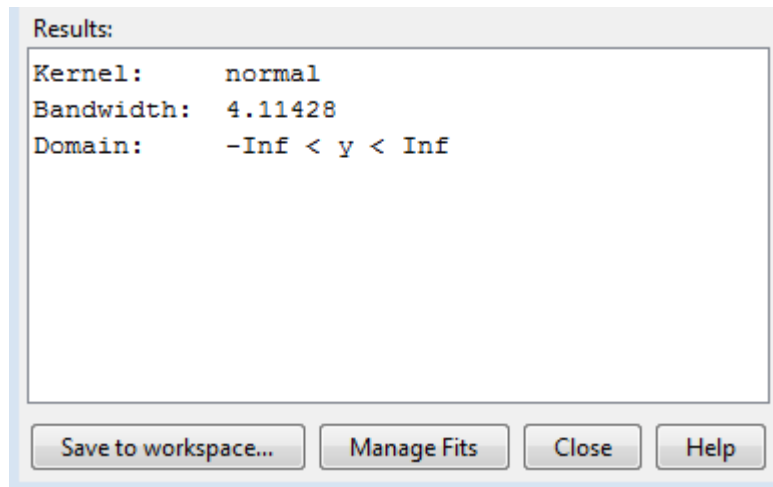 Results:
Kernel: normal
Bandwidth: 4.11428
Domain: -Inf < y < Inf
Save to workspace... Manage Fits Close Help